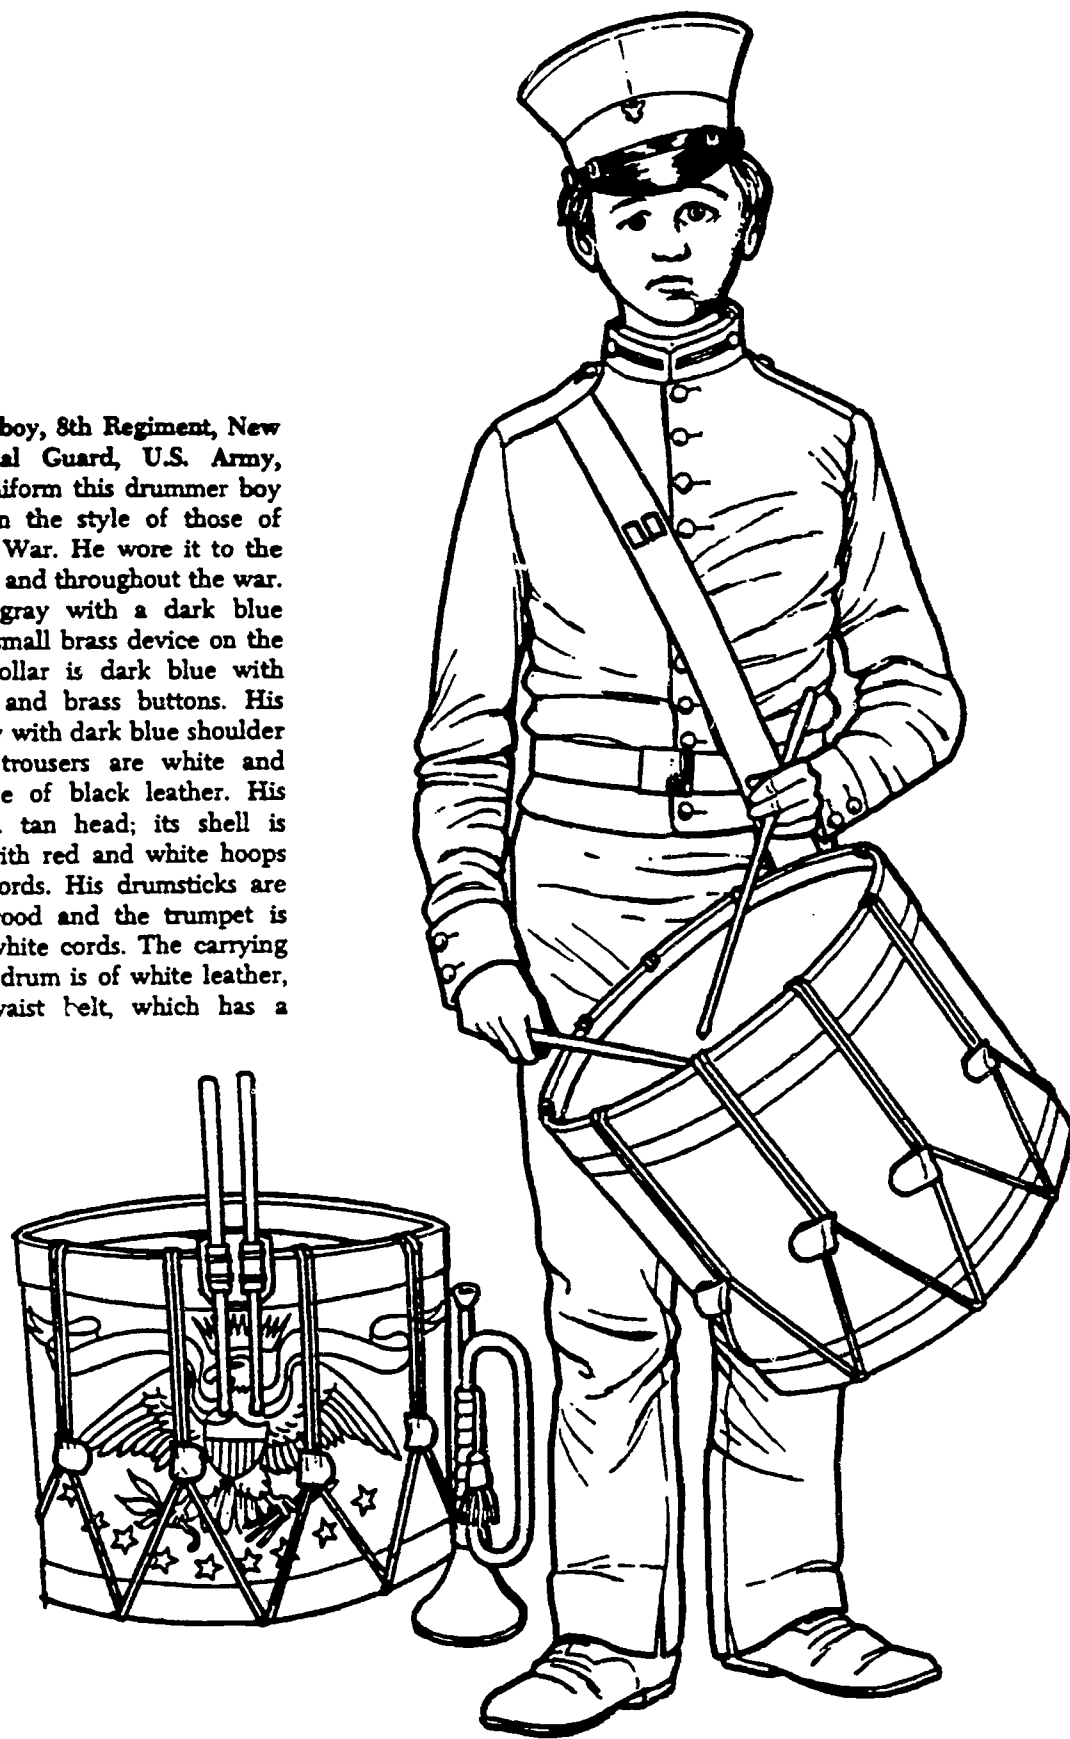 boy, 8th Regiment, New
al Guard, U.S. Army,
niform this drummer boy
n the style of those of
War. He wore it to the
and throughout the war.
gray with a dark blue
small brass device on the
ollar is dark blue with
and brass buttons. His
y with dark blue shoulder
trousers are white and
e of black leather. His
tan head; its shell is
ith red and white hoops
ords. His drumsticks are
ood and the trumpet is
white cords. The carrying
drum is of white leather,
waist belt, which has a